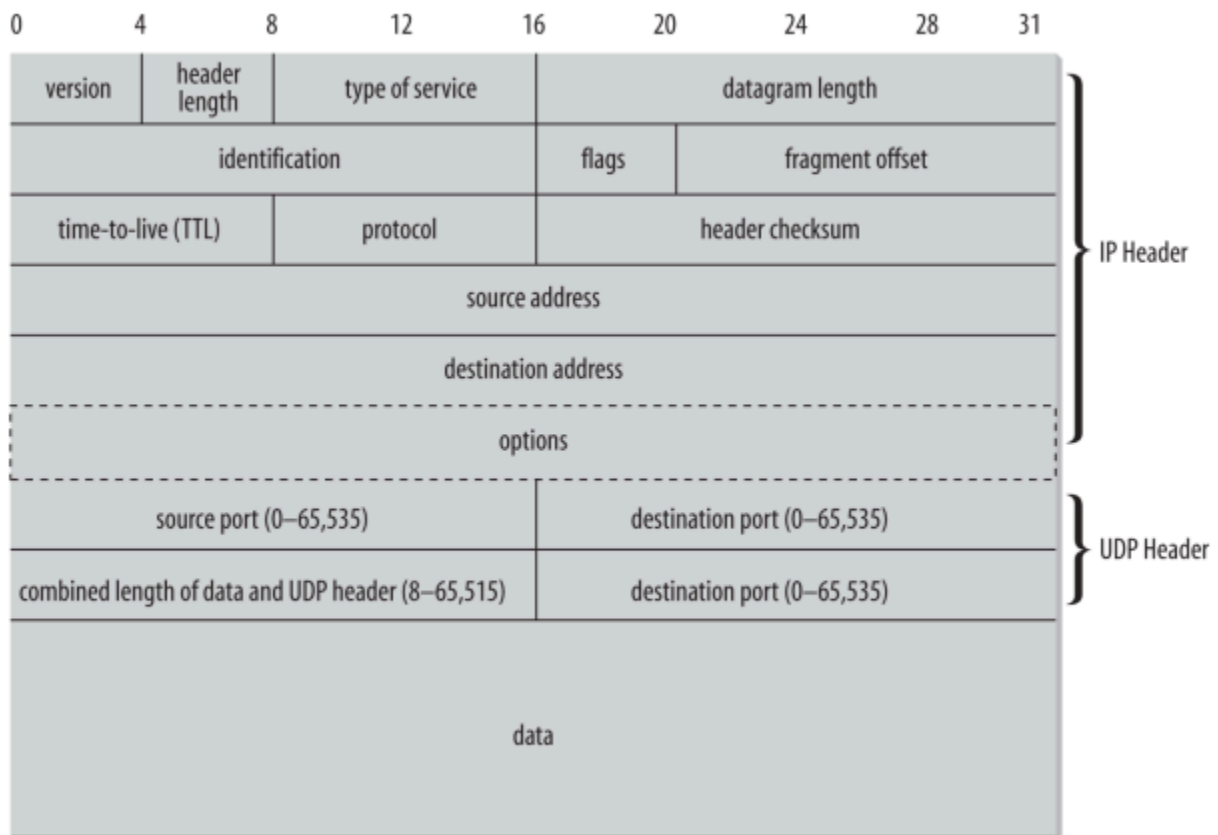 0 4 8 12 16 20 24 28 31
version header length type of service datagram length
identification flags fragment offset
time-to-live (TTL) protocol header checksum
source address
IP Header
destination address
options
source port (0–65,535) destination port (0–65,535)
UDP Header
combined length of data and UDP header (8–65,515) destination port (0–65,535)
data